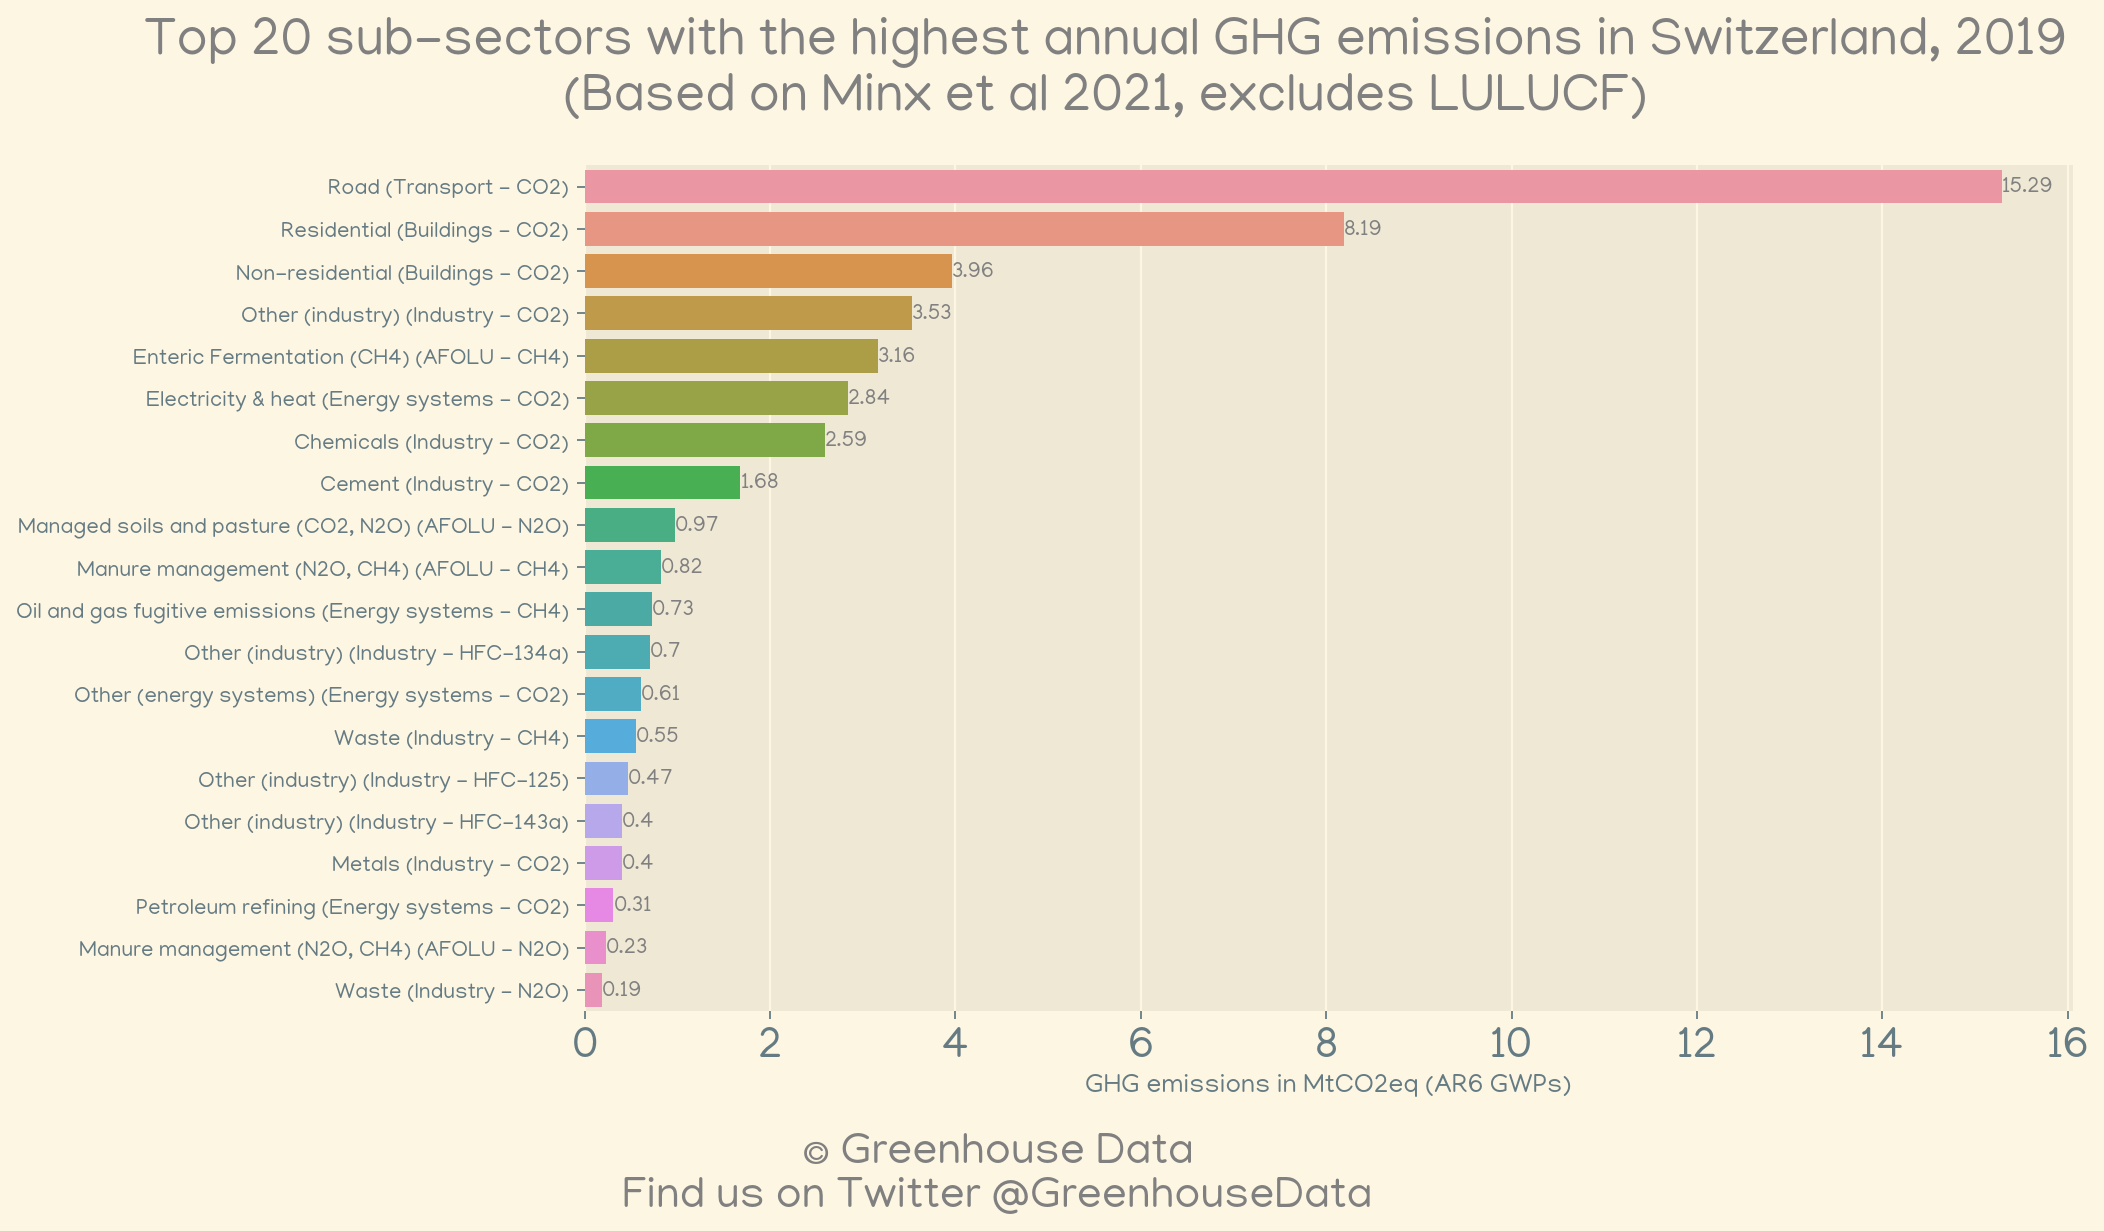 Top 20 sub-sectors with the highest annual GHG emissions in Switzerland, 2019
(Based on Minx et al 2021, excludes LULUCF)
Road (Transport - CO2) 15.29
Residential (Buildings - CO2) 8.19
Non-residential (Buildings - CO2) 3.96
Other (industry) (Industry - CO2) 3.53
Enteric Fermentation (CH4) (AFOLU - CH4) 3.16
Electricity & heat (Energy systems - CO2) 2.84
Chemicals (Industry - CO2) 2.59
Cement (Industry - CO2) 1.68
Managed soils and pasture (CO2, N2O) (AFOLU - N2O) 0.97
Manure management (N2O, CH4) (AFOLU - CH4) 0.82
Oil and gas fugitive emissions (Energy systems - CH4) 0.73
Other (industry) (Industry - HFC-134a) 0.7
Other (energy systems) (Energy systems - CO2) 0.61
Waste (Industry - CH4) 0.55
Other (industry) (Industry - HFC-125) 0.47
Other (industry) (Industry - HFC-143a) 0.4
Metals (Industry - CO2) 0.4
Petroleum refining (Energy systems - CO2) 0.31
Manure management (N2O, CH4) (AFOLU - N2O) 0.23
Waste (Industry - N2O) 0.19
0 2 4 6 8 10 12 14 16
GHG emissions in MtCO2eq (AR6 GWPs)
© Greenhouse Data
Find us on Twitter @GreenhouseData